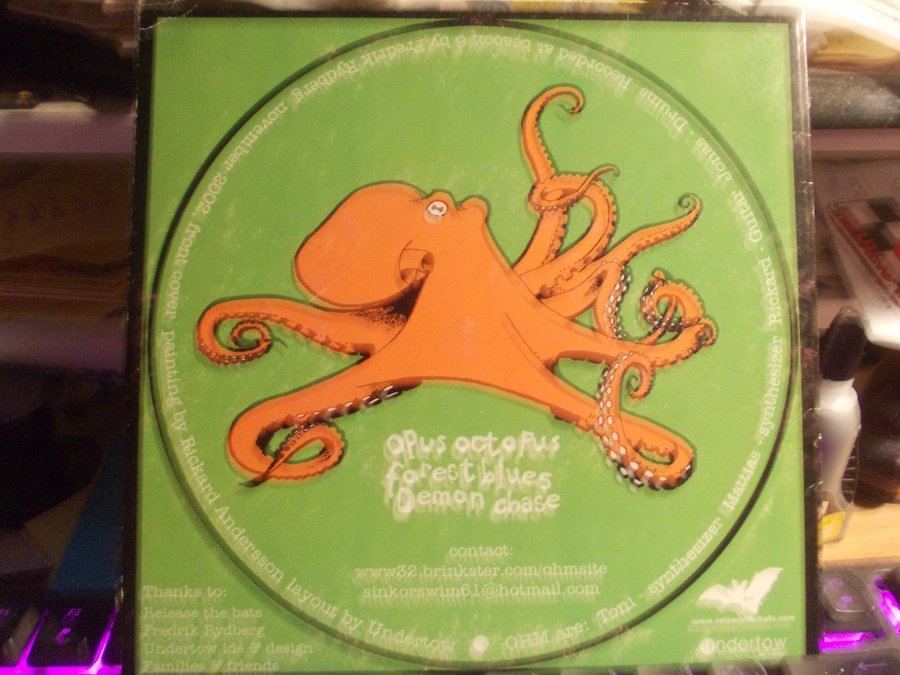 OHM are: Toni - synthesizer Mattias - synthesizer Rickard - Guitar Jonas - Drums Recorded at beacon 6 by Fredrik Rydberg november 2002, front cover painting by Rickard Andersson layout by Undertow
opus octopus
forest blues
Demon chase
contact:
www32.brinkster.com/ohmsite
sinkorswim61@hotmail.com
Thanks to:
Release the bats
Fredrik Rydberg
Undertow idé & design
Families & friends
www.releasethebats.com
undertow